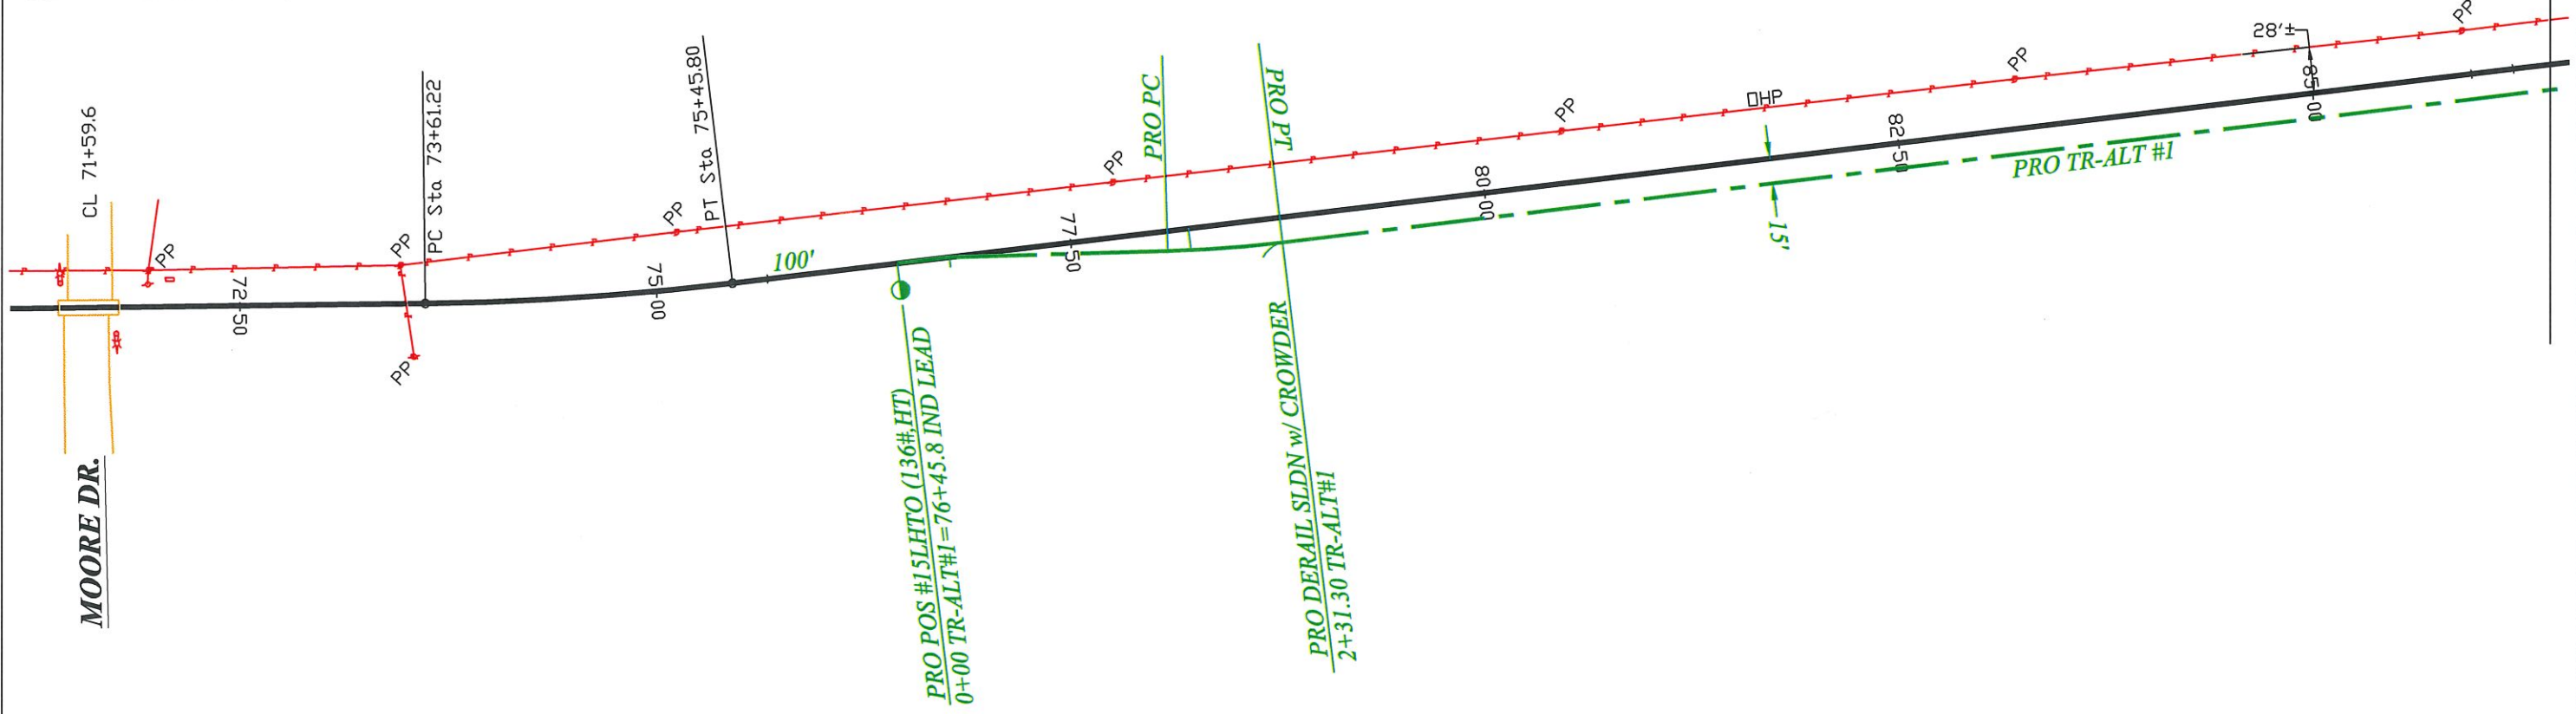 CL 71+59.6
MOORE DR.
PP
72+50
PP
PP
PC Sta 73+61.22
75+00
PP
PT Sta 75+45.80
100'
PRO POS #15LHTO (136#,HT)
0+00 TR-ALT#1=76+45.8 IND LEAD
77+50
PP
PRO PC
PRO PT
PRO DERAIL SLDN w/ CROWDER
2+31.30 TR-ALT#1
80+00
PP
OHP
15'
82+50
PP
PRO TR-ALT #1
28'±
85+00
PP